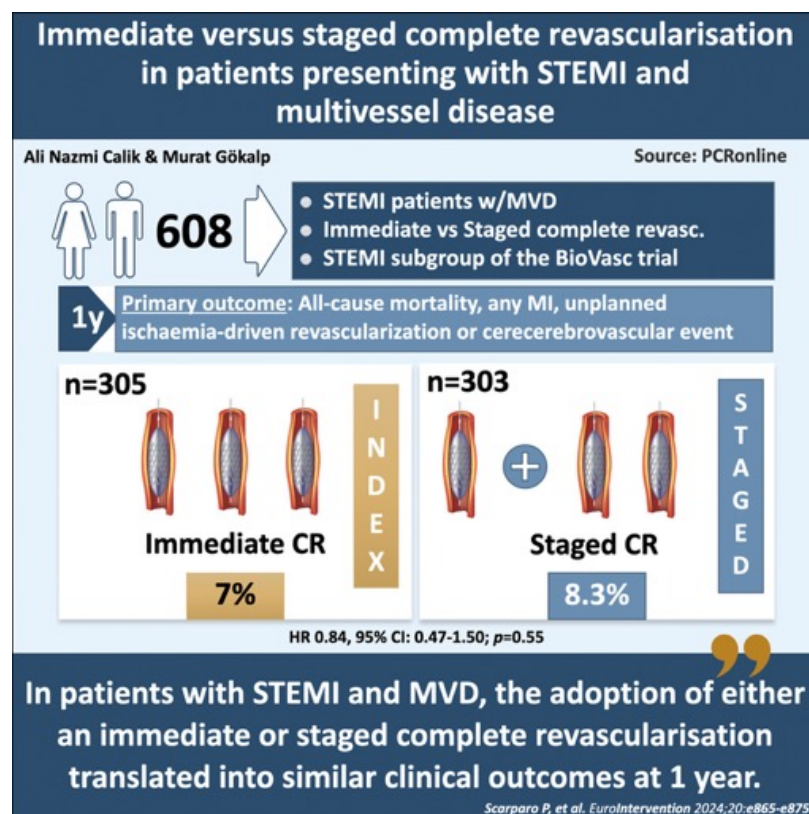 Immediate versus staged complete revascularisation
in patients presenting with STEMI and
multivessel disease
Ali Nazmi Calik & Murat Gökalp
Source: PCRonline
608
STEMI patients w/MVD
Immediate vs Staged complete revasc.
STEMI subgroup of the BioVasc trial
1y
Primary outcome: All-cause mortality, any MI, unplanned
ischaemia-driven revascularization or cerecerebrovascular event
n=305
INDEX
Immediate CR
7%
n=303
+
STAGED
Staged CR
8.3%
HR 0.84, 95% CI: 0.47-1.50; p=0.55
”
In patients with STEMI and MVD, the adoption of either
an immediate or staged complete revascularisation
translated into similar clinical outcomes at 1 year.
Scarparo P, et al. EuroIntervention 2024;20:e865-e875